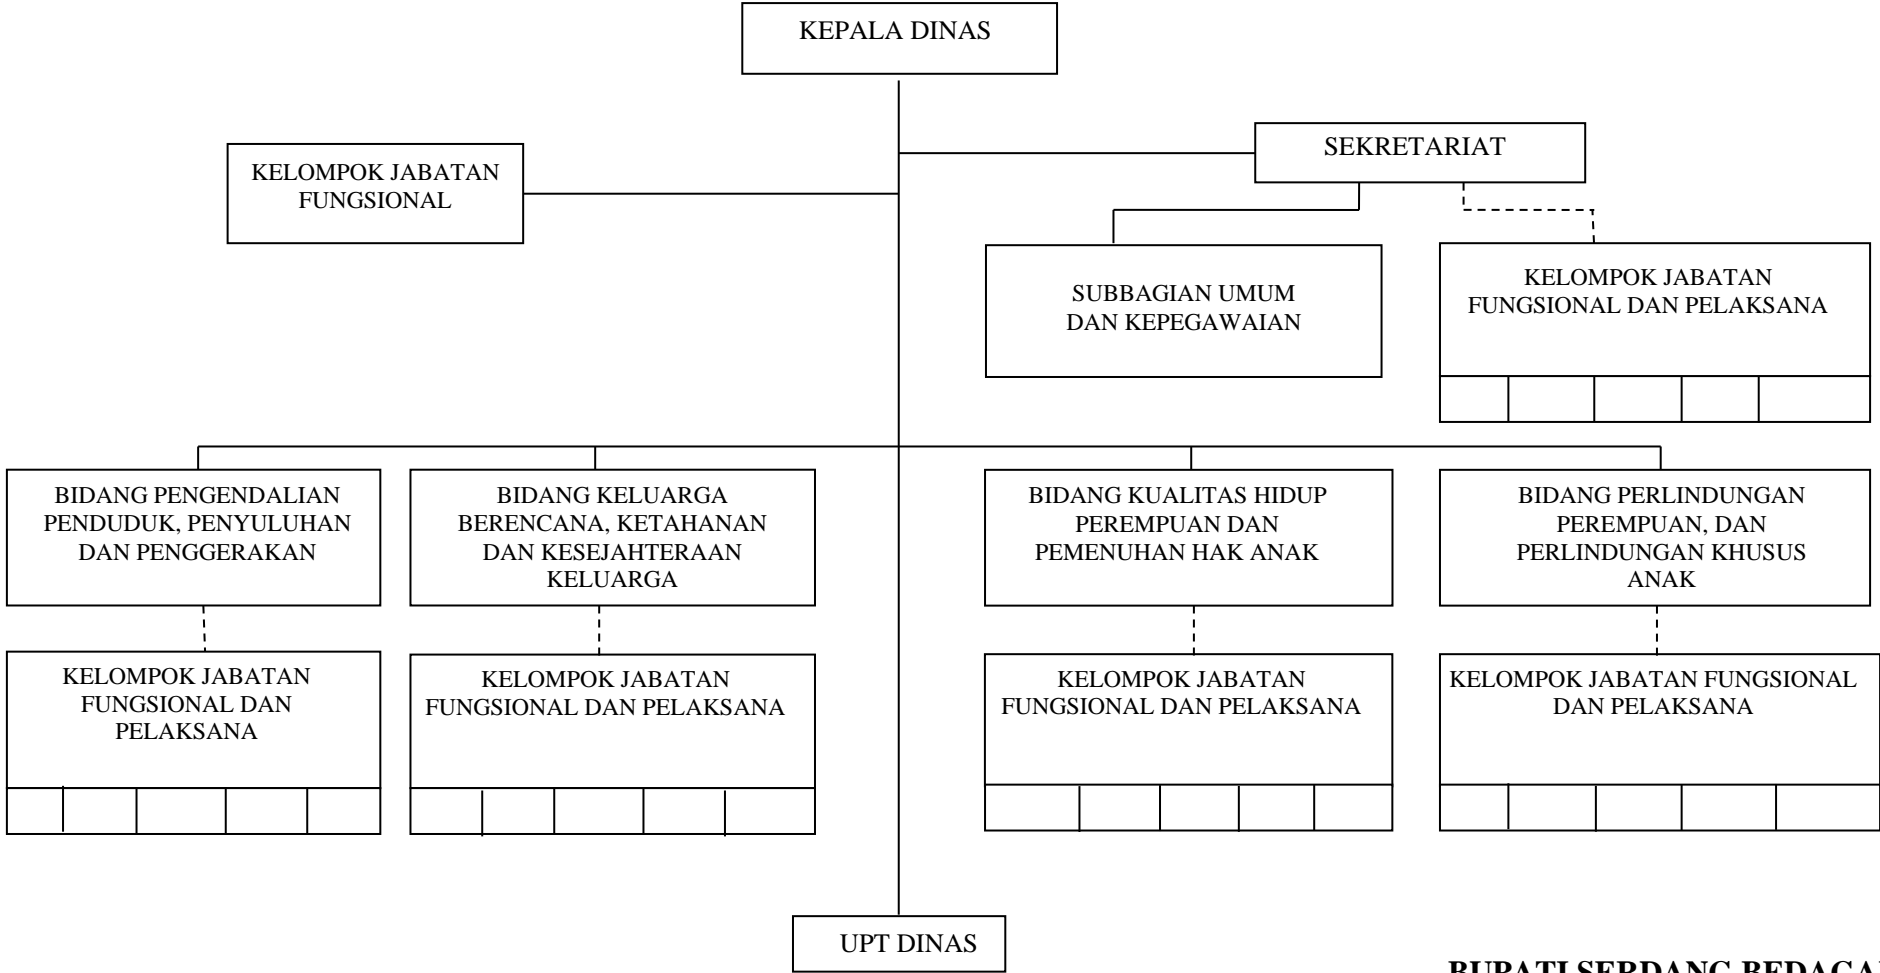 KEPALA DINAS
SEKRETARIAT
KELOMPOK JABATAN
FUNGSIONAL
SUBBAGIAN UMUM
DAN KEPEGAWAIAN
KELOMPOK JABATAN
FUNGSIONAL DAN PELAKSANA
BIDANG PENGENDALIAN
PENDUDUK, PENYULUHAN
DAN PENGGERAKAN
BIDANG KELUARGA
BERENCANA, KETAHANAN
DAN KESEJAHTERAAN
KELUARGA
BIDANG KUALITAS HIDUP
PEREMPUAN DAN
PEMENUHAN HAK ANAK
BIDANG PERLINDUNGAN
PEREMPUAN, DAN
PERLINDUNGAN KHUSUS
ANAK
KELOMPOK JABATAN
FUNGSIONAL DAN
PELAKSANA
KELOMPOK JABATAN
FUNGSIONAL DAN PELAKSANA
KELOMPOK JABATAN
FUNGSIONAL DAN PELAKSANA
KELOMPOK JABATAN FUNGSIONAL
DAN PELAKSANA
UPT DINAS
BUPATI SERDANG